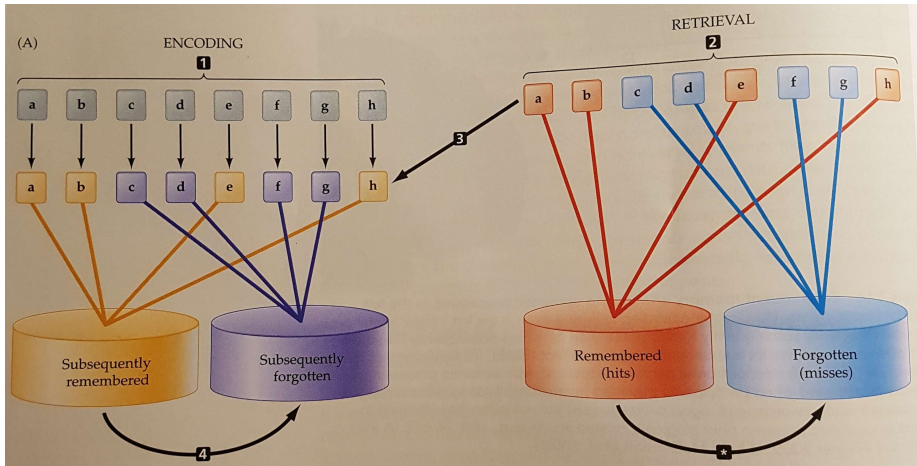 (A)
ENCODING
1
a b c d e f g h
a b c d e f g h
Subsequently
remembered
Subsequently
forgotten
4
3
RETRIEVAL
2
a b c d e f g h
Remembered
(hits)
Forgotten
(misses)
*